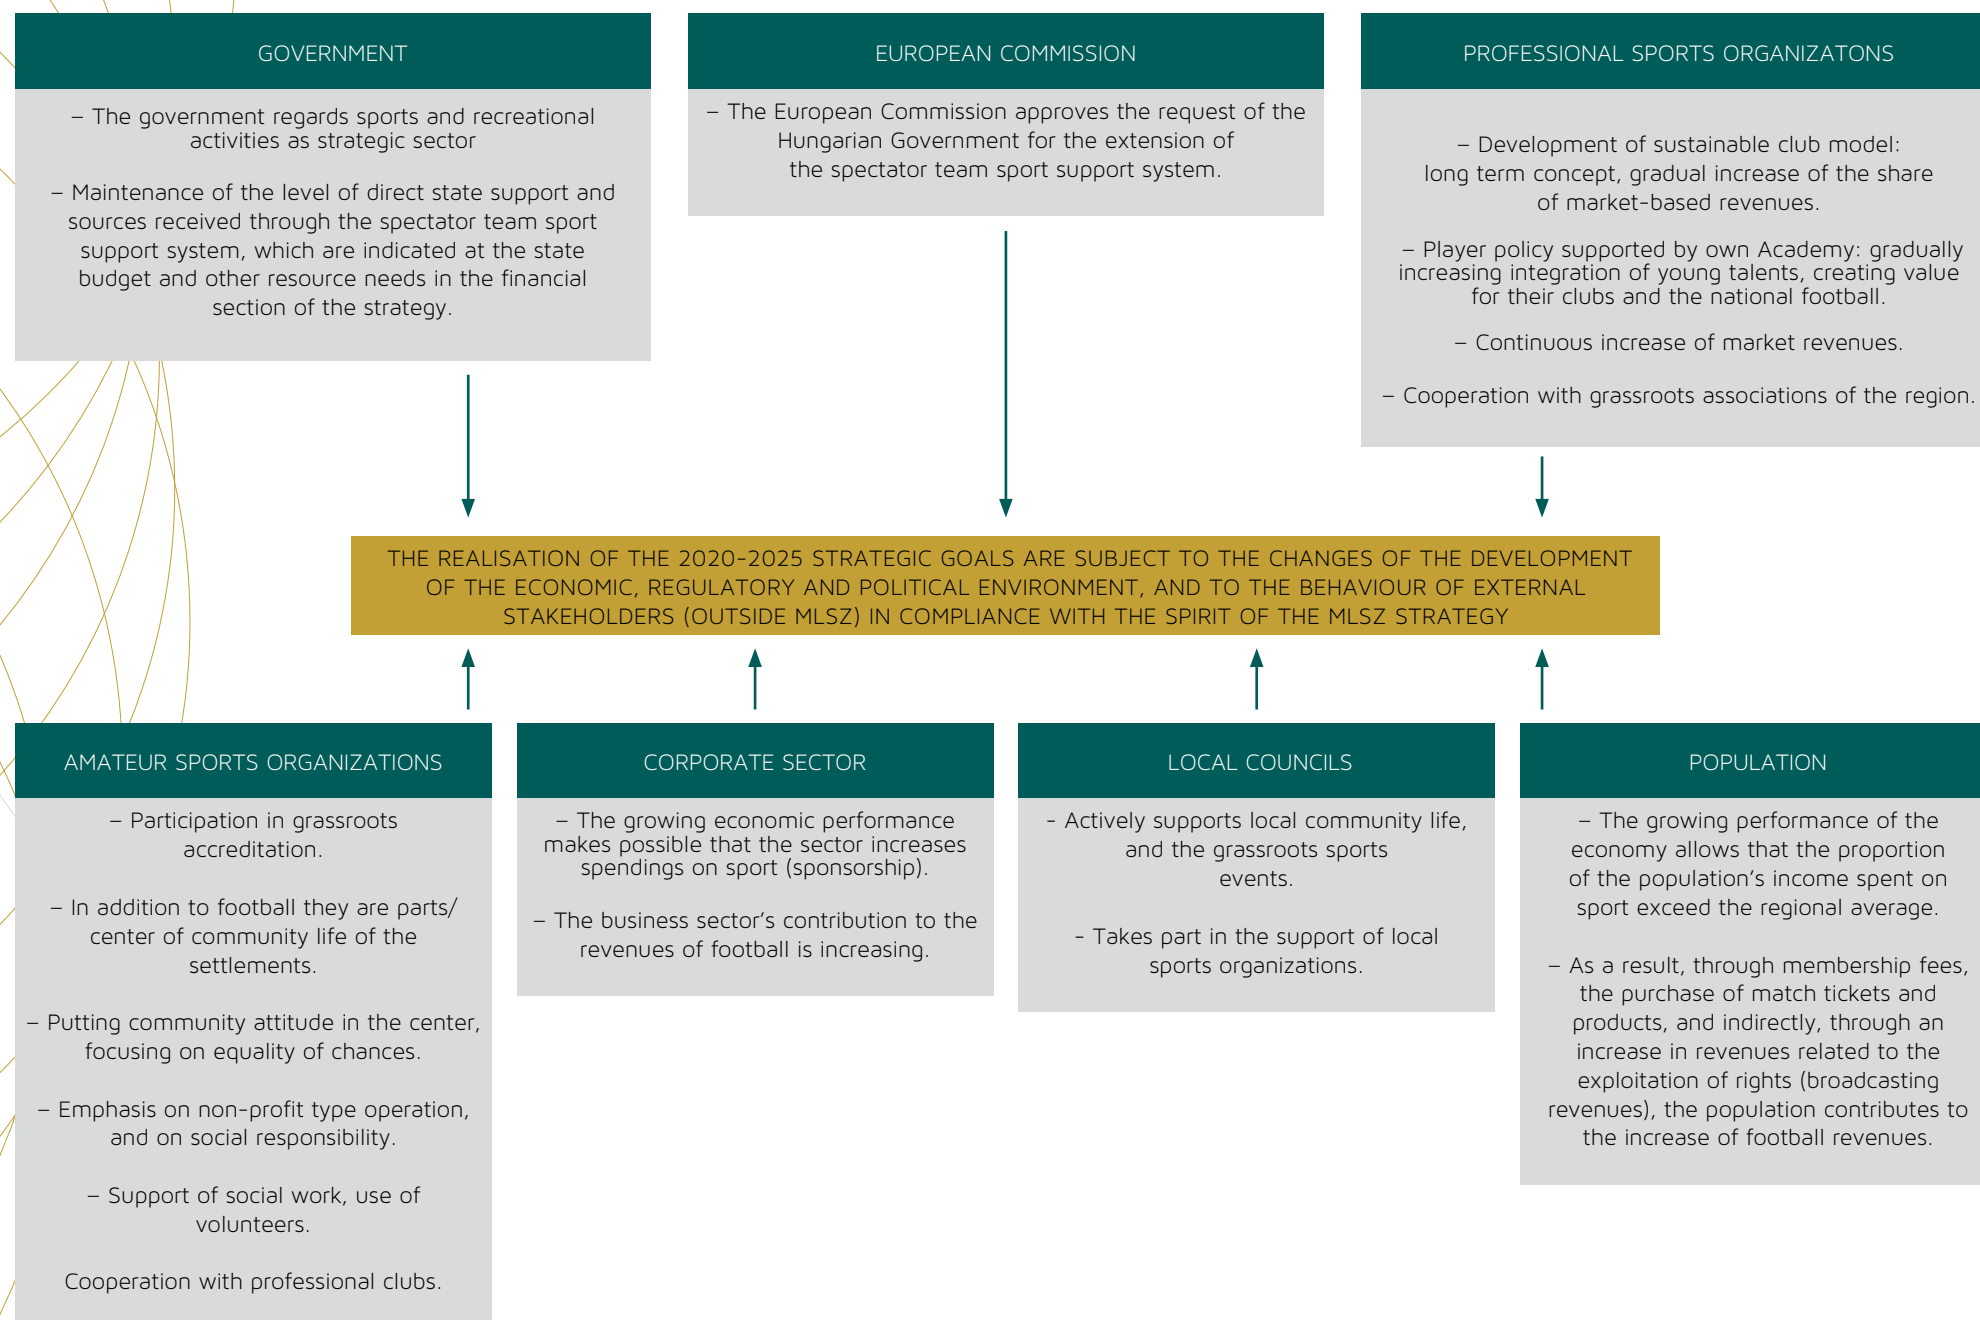 GOVERNMENT
– The government regards sports and recreational
activities as strategic sector
– Maintenance of the level of direct state support and
sources received through the spectator team sport
support system, which are indicated at the state
budget and other resource needs in the financial
section of the strategy.
EUROPEAN COMMISSION
– The European Commission approves the request of the
Hungarian Government for the extension of
the spectator team sport support system.
PROFESSIONAL SPORTS ORGANIZATONS
– Development of sustainable club model:
long term concept, gradual increase of the share
of market-based revenues.
– Player policy supported by own Academy: gradually
increasing integration of young talents, creating value
for their clubs and the national football.
– Continuous increase of market revenues.
– Cooperation with grassroots associations of the region.
THE REALISATION OF THE 2020-2025 STRATEGIC GOALS ARE SUBJECT TO THE CHANGES OF THE DEVELOPMENT
OF THE ECONOMIC, REGULATORY AND POLITICAL ENVIRONMENT, AND TO THE BEHAVIOUR OF EXTERNAL
STAKEHOLDERS (OUTSIDE MLSZ) IN COMPLIANCE WITH THE SPIRIT OF THE MLSZ STRATEGY
AMATEUR SPORTS ORGANIZATIONS
– Participation in grassroots
accreditation.
– In addition to football they are parts/
center of community life of the
settlements.
– Putting community attitude in the center,
focusing on equality of chances.
– Emphasis on non-profit type operation,
and on social responsibility.
– Support of social work, use of
volunteers.
Cooperation with professional clubs.
CORPORATE SECTOR
– The growing economic performance
makes possible that the sector increases
spendings on sport (sponsorship).
– The business sector’s contribution to the
revenues of football is increasing.
LOCAL COUNCILS
- Actively supports local community life,
and the grassroots sports
events.
- Takes part in the support of local
sports organizations.
POPULATION
– The growing performance of the
economy allows that the proportion
of the population’s income spent on
sport exceed the regional average.
– As a result, through membership fees,
the purchase of match tickets and
products, and indirectly, through an
increase in revenues related to the
exploitation of rights (broadcasting
revenues), the population contributes to
the increase of football revenues.